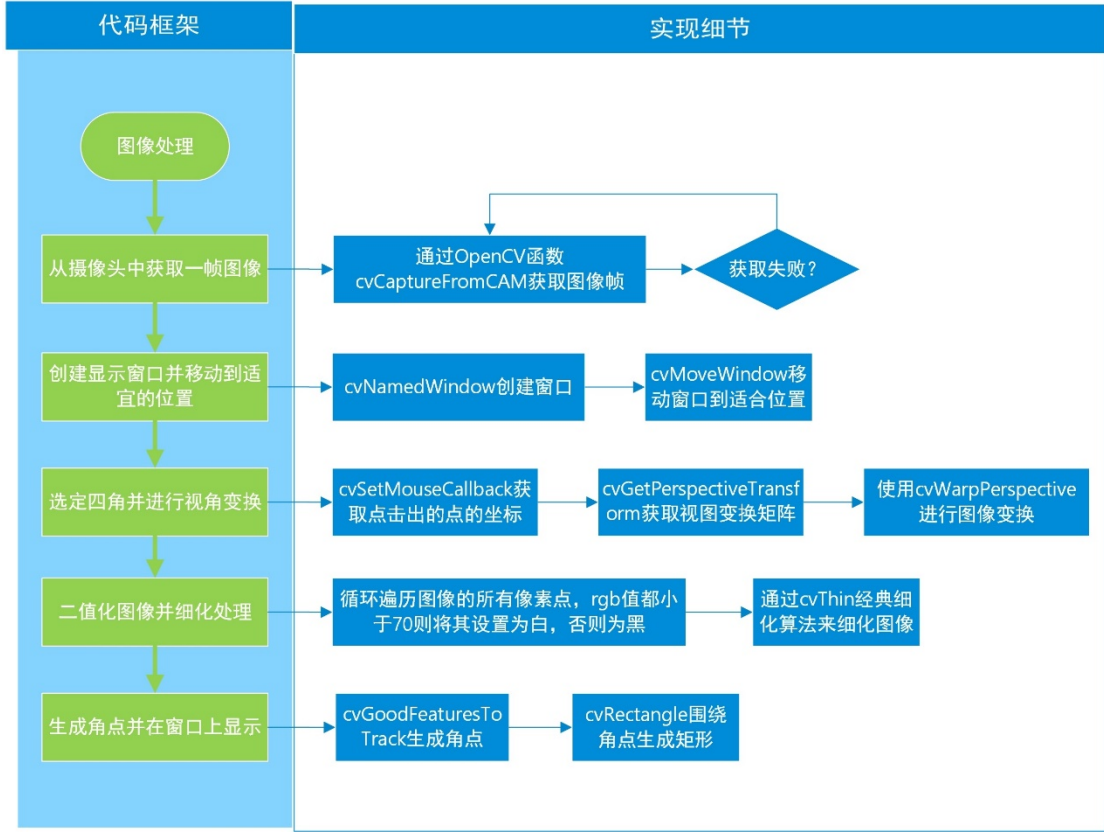 代码框架
实现细节
图像处理
从摄像头中获取一帧图像
通过OpenCV函数
cvCaptureFromCAM获取图像帧
获取失败？
创建显示窗口并移动到适
宜的位置
cvNamedWindow创建窗口
cvMoveWindow移
动窗口到适合位置
选定四角并进行视角变换
cvSetMouseCallback获
取点击出的点的坐标
cvGetPerspectiveTransf
orm获取视图变换矩阵
使用cvWarpPerspective
进行图像变换
二值化图像并细化处理
循环遍历图像的所有像素点，rgb值都小
于70则将其设置为白，否则为黑
通过cvThin经典细
化算法来细化图像
生成角点并在窗口上显示
cvGoodFeaturesTo
Track生成角点
cvRectangle围绕
角点生成矩形